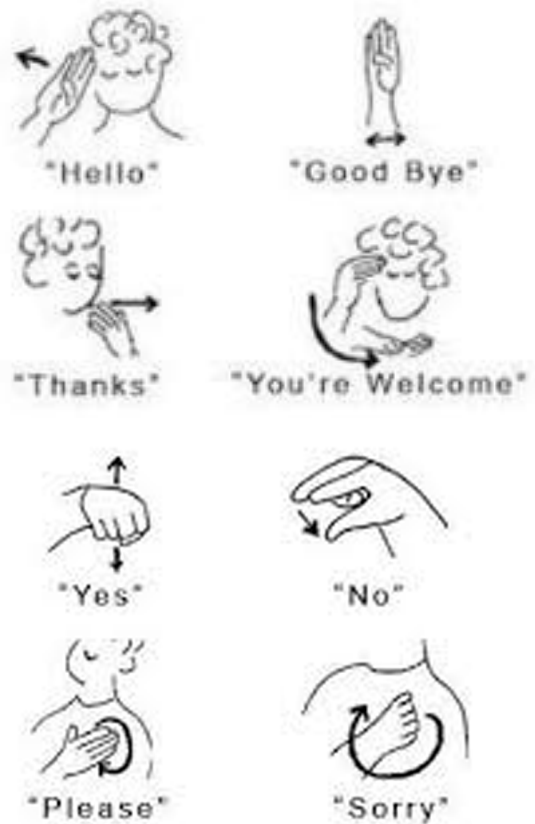 "Hello"
"Good Bye"
"Thanks"
"You're Welcome"
"Yes"
"No"
"Please"
"Sorry"